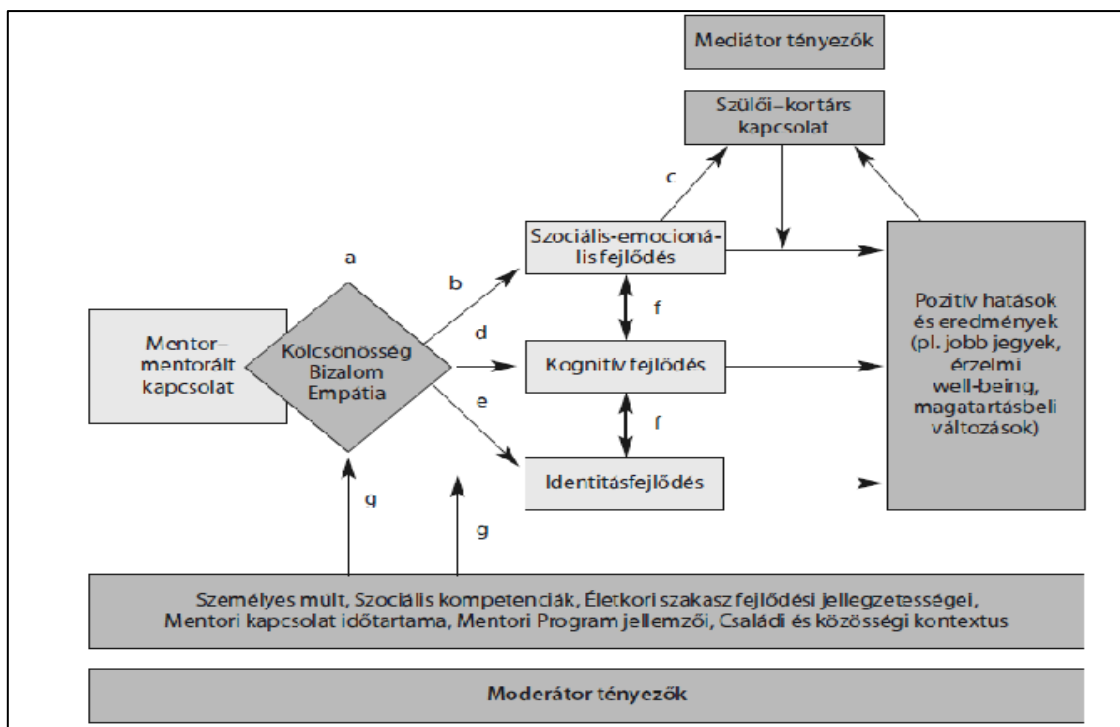 Mediátor tényezők
Szülői–kortárs
kapcsolat
c
Szociális-emocioná-
lis fejlődés
a
b
Mentor–
mentorált
kapcsolat
Kölcsönösség
Bizalom
Empátia
d
f
Kognitív fejlődés
e
f
Identitásfejlődés
Pozitív hatások
és eredmények
(pl. jobb jegyek,
érzelmi
well-being,
magatartásbeli
változások)
g
g
Személyes múlt, Szociális kompetenciák, Életkori szakasz fejlődési jellegzetességei,
Mentori kapcsolat időtartama, Mentori Program jellemzői, Családi és közösségi kontextus
Moderátor tényezők